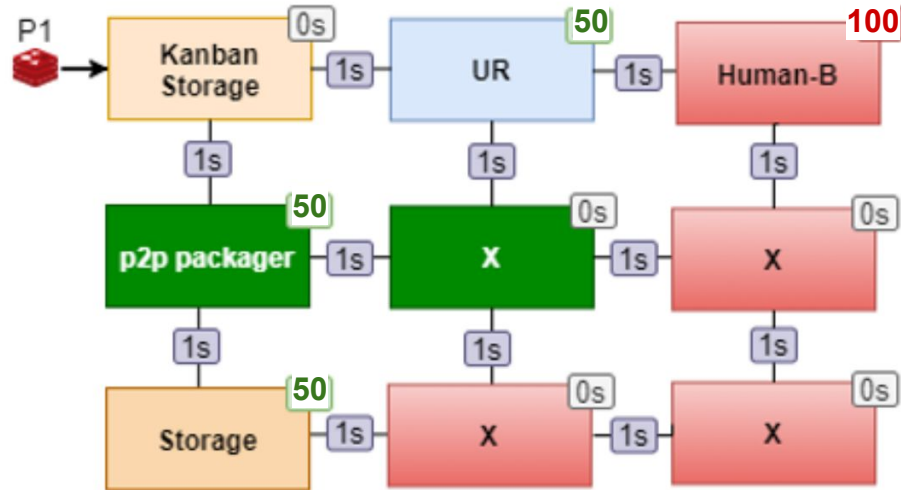 P1
0s
50
100
Kanban
Storage
1s
UR
1s
Human-B
1s
1s
1s
50
0s
0s
p2p packager
1s
X
1s
X
1s
1s
1s
50
0s
0s
Storage
1s
X
1s
X